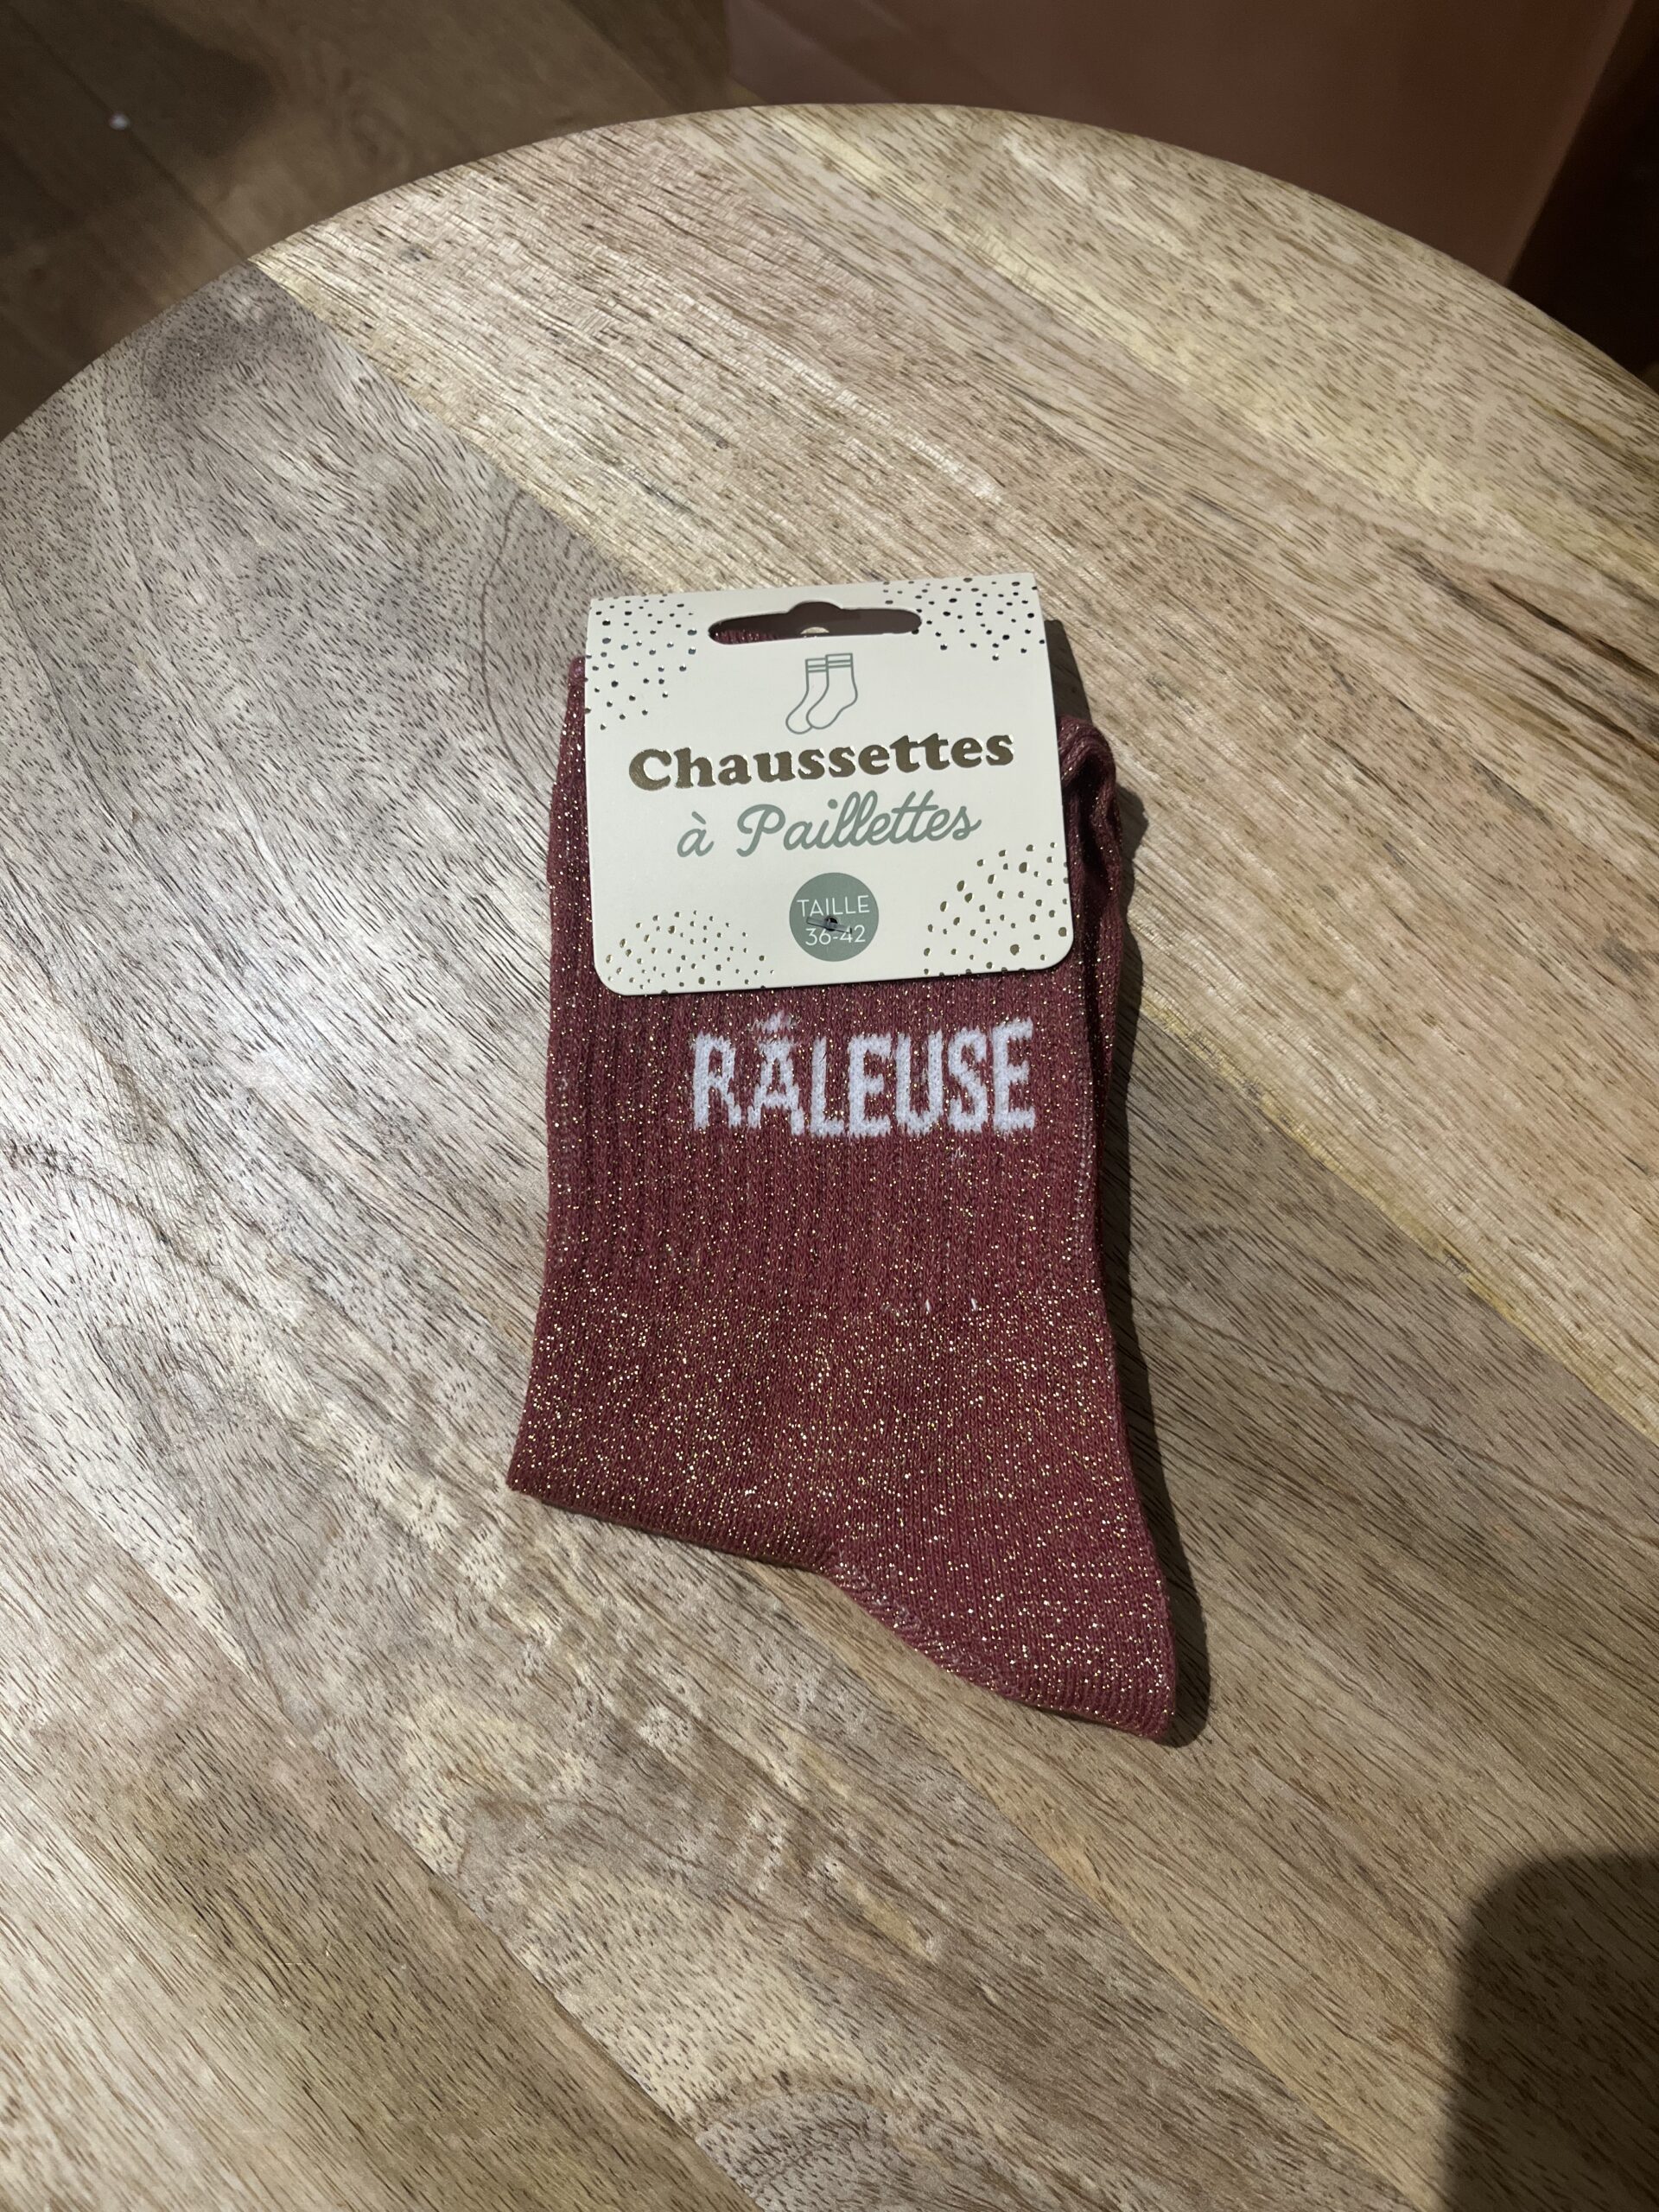 Chaussettes
à Paillettes
TAILLE
36-42
RÂLEUSE